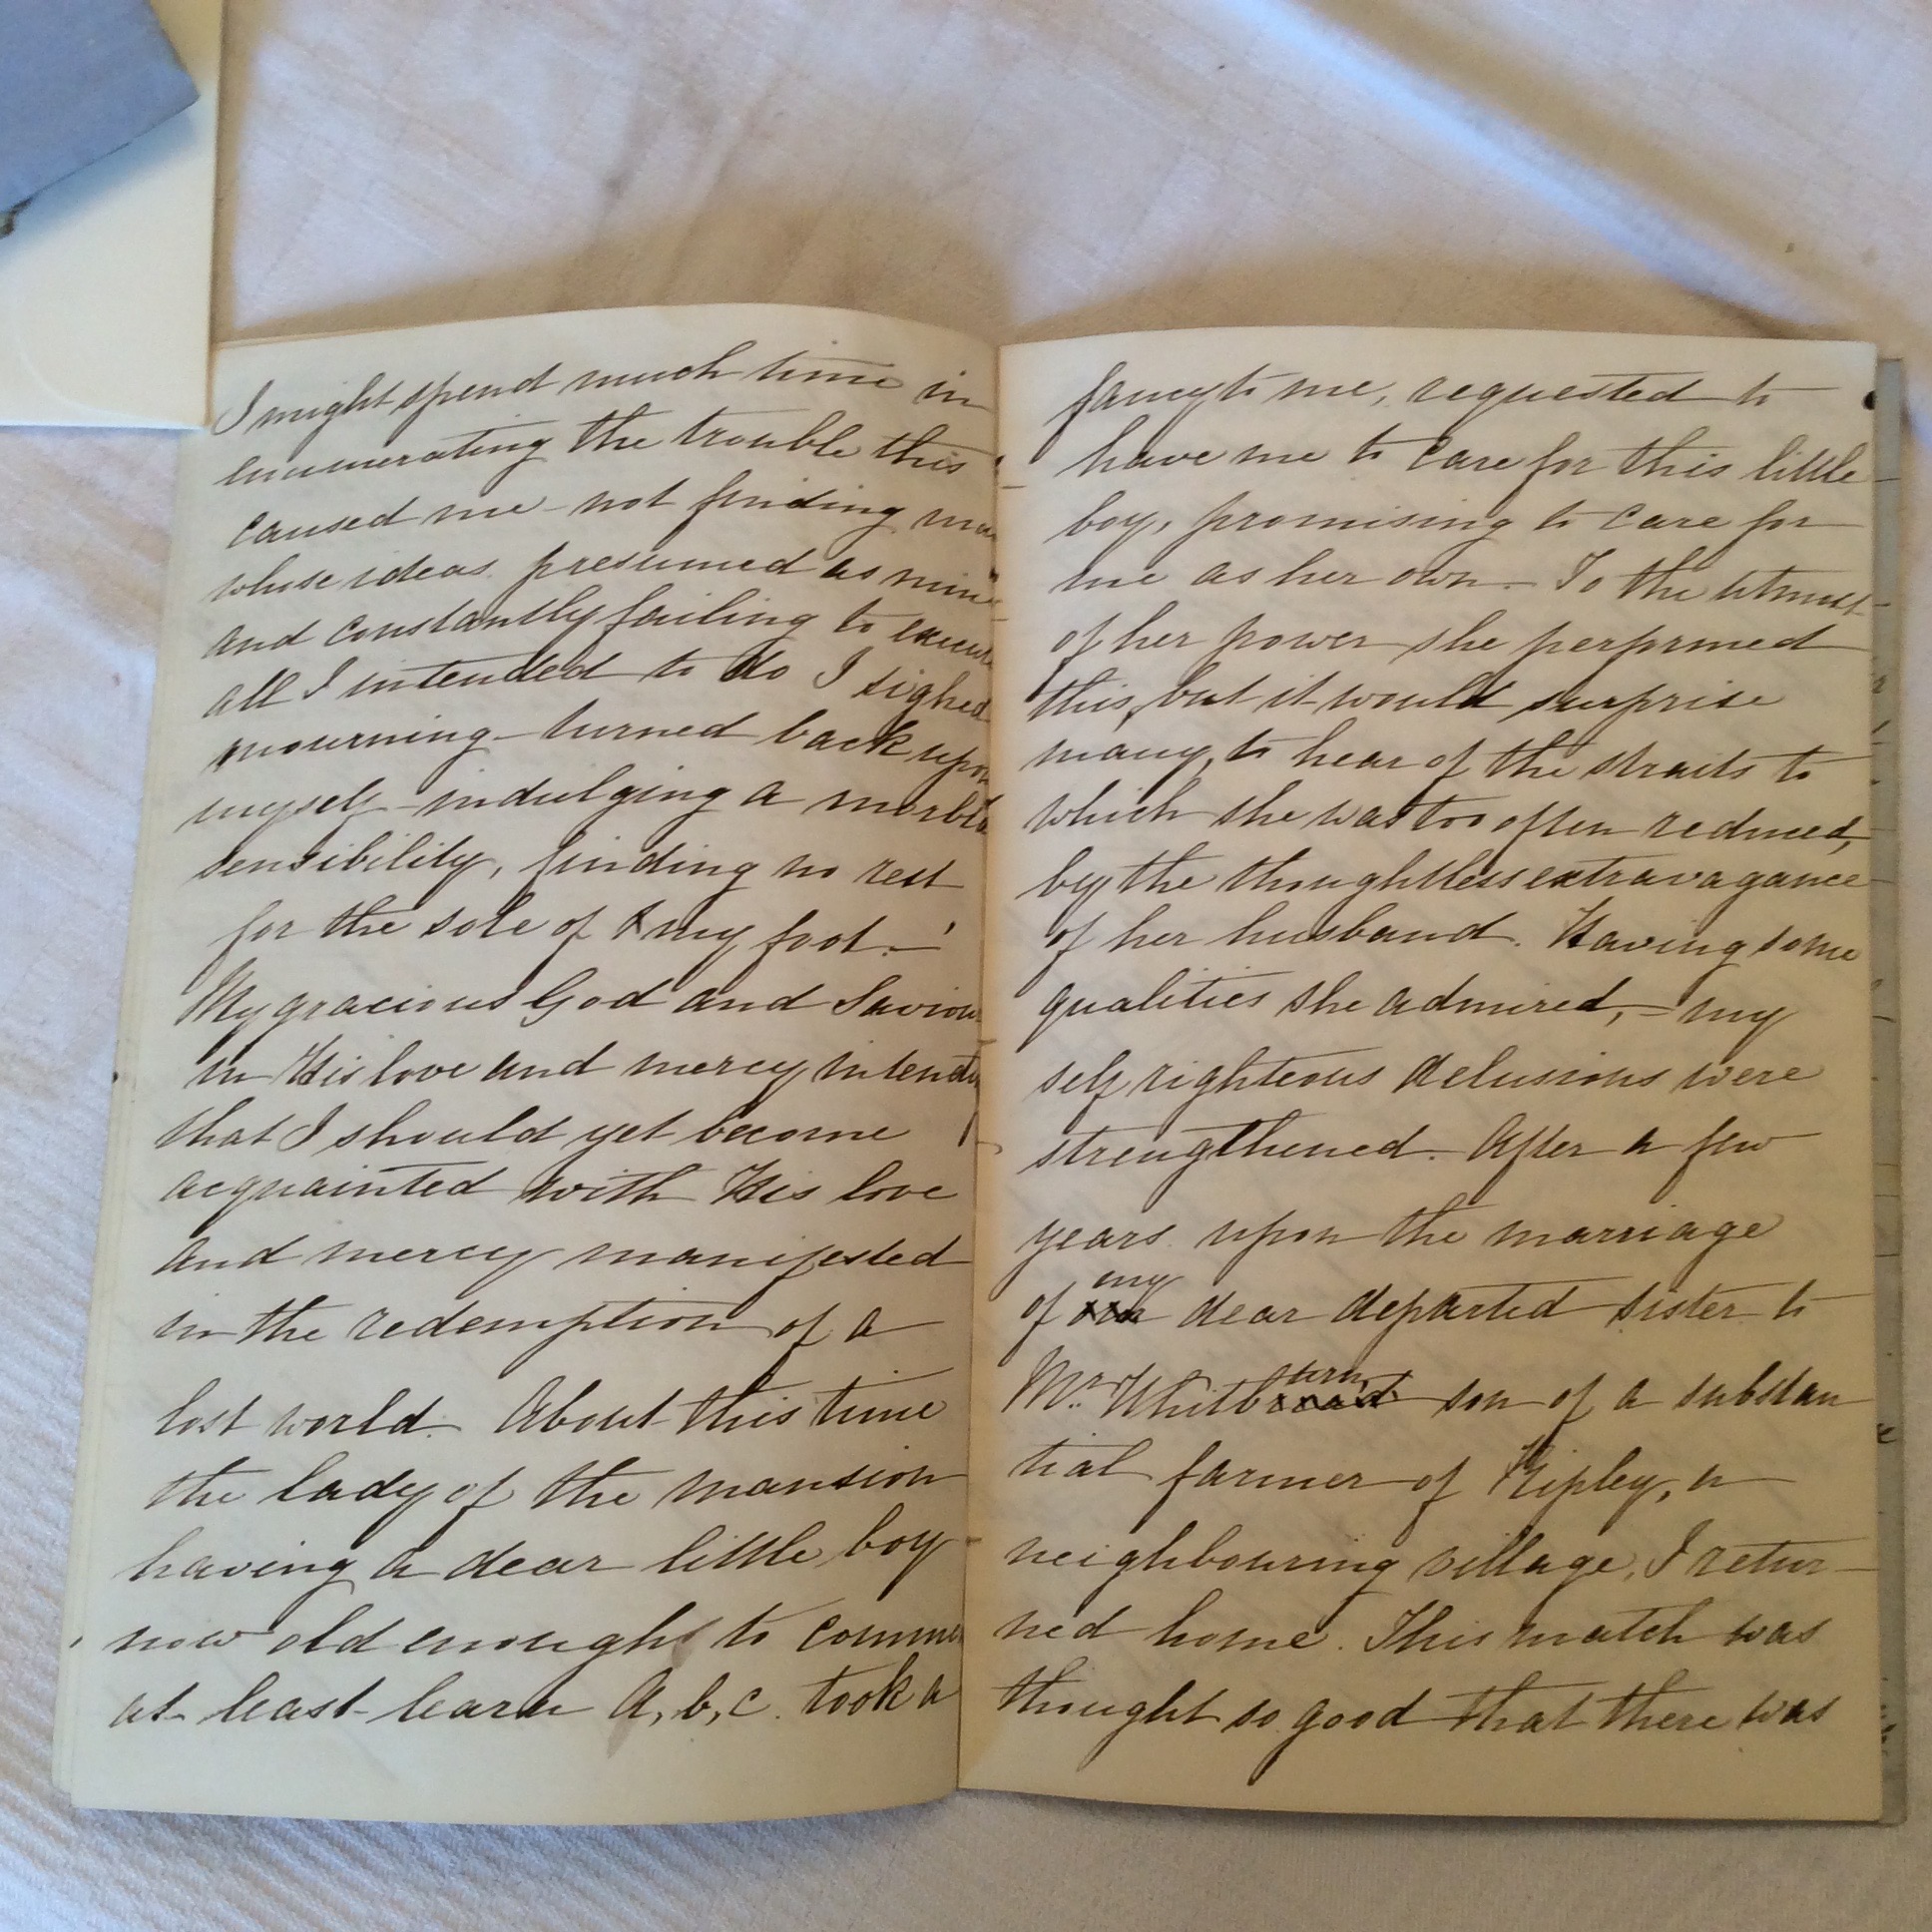 I might spend much time in
enumerating the trouble this
caused me - not finding
whose ideas presumed as mine
and constantly failing to
all I intended to do I sighed
mourning - turned back upon
myself - indulging a
sensibility, finding no rest
for the sole of my foot. -'
My gracious God and Saviour
in His love and mercy
that I should yet become
acquainted with His love
and mercy manifested
in the redemption of a
lost world. About this time
the lady of the mansion
having a dear little boy
now old enough to
at least learn A, b, c. took a
fancy to me, requested to
have me to care for this little
boy, promising to care for
me as her own. To the utmost
of her power she performed
this, but it would surprise
many, to hear of the straits to
which she was too often reduced,
by the thoughtless extravagance
of her husband. Having some
qualities she admired, - my
self righteous delusions were
strengthened. After a few
years upon the marriage
of my dear departed sister to
Mr. Whitbourn son of a substan
tial farmer of Ripley, a
neighbouring village, I retur-
ned home. This match was
thought so good that there was